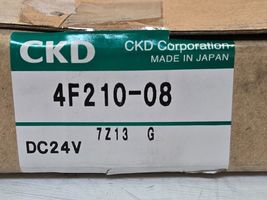 CKD
CKD Corporation
MADE IN JAPAN
4F210-08
7Z13 G
DC24V